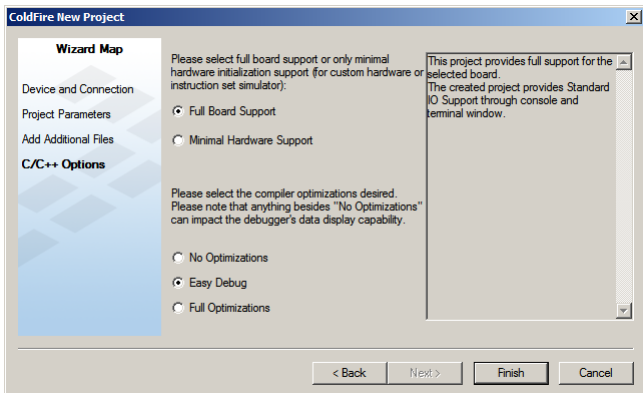 ColdFire New Project
Wizard Map
Device and Connection
Project Parameters
Add Additional Files
C/C++ Options
Please select full board support or only minimal
hardware initialization support (for custom hardware or
instruction set simulator):
Full Board Support
Minimal Hardware Support
Please select the compiler optimizations desired.
Please note that anything besides "No Optimizations"
can impact the debugger's data display capability.
No Optimizations
Easy Debug
Full Optimizations
This project provides full support for the
selected board.
The created project provides Standard
IO Support through console and
terminal window.
< Back
Next >
Finish
Cancel